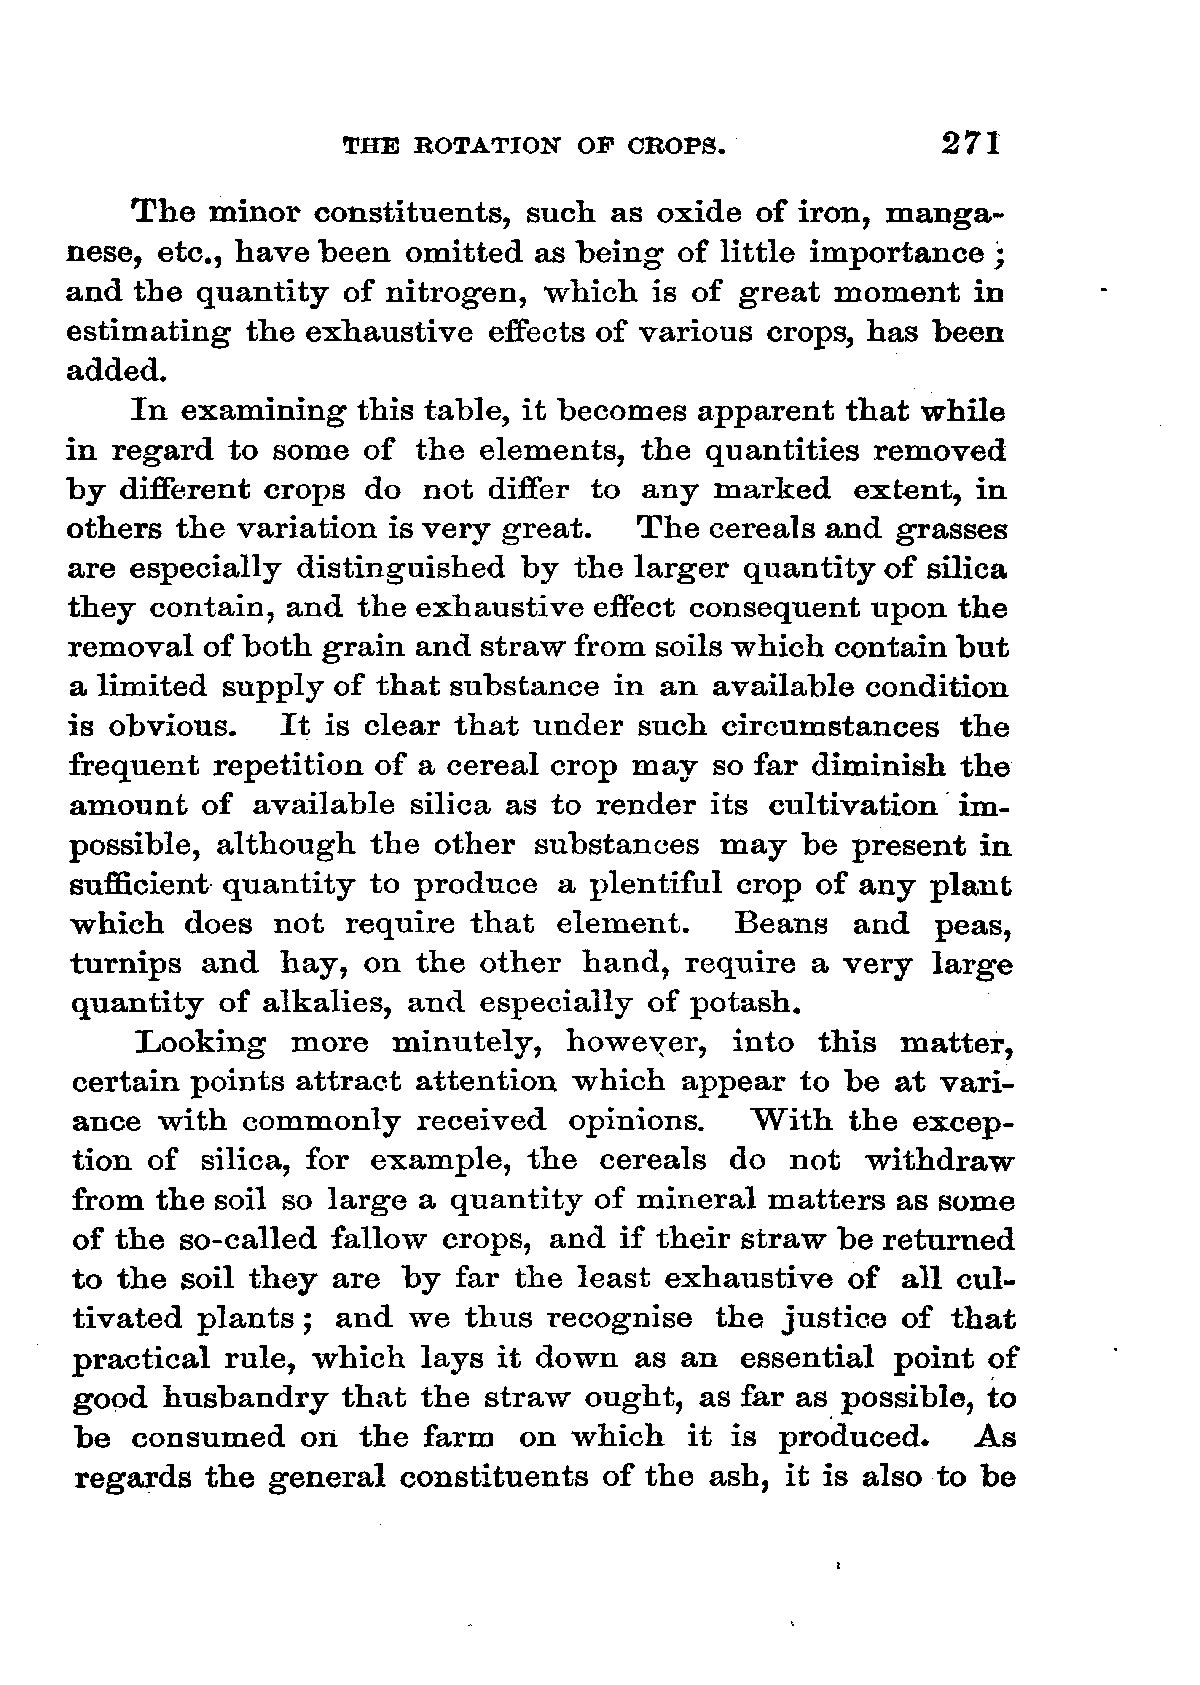 THE ROTATION OF CROPS. 271
The minor constituents, such as oxide of iron, manga-
nese, etc., have been omitted as being of little importance ;
and the quantity of nitrogen, which is of great moment in
estimating the exhaustive effects of various crops, has been
added.
In examining this table, it becomes apparent that while
in regard to some of the elements, the quantities removed
by different crops do not differ to any marked extent, in
others the variation is very great. The cereals and grasses
are especially distinguished by the larger quantity of silica
they contain, and the exhaustive effect consequent upon the
removal of both grain and straw from soils which contain but
a limited supply of that substance in an available condition
is obvious. It is clear that under such circumstances the
frequent repetition of a cereal crop may so far diminish the
amount of available silica as to render its cultivation im-
possible, although the other substances may be present in
sufficient quantity to produce a plentiful crop of any plant
which does not require that element. Beans and peas,
turnips and hay, on the other hand, require a very large
quantity of alkalies, and especially of potash.
Looking more minutely, however, into this matter,
certain points attract attention which appear to be at vari-
ance with commonly received opinions. With the excep-
tion of silica, for example, the cereals do not withdraw
from the soil so large a quantity of mineral matters as some
of the so-called fallow crops, and if their straw be returned
to the soil they are by far the least exhaustive of all cul-
tivated plants ; and we thus recognise the justice of that
practical rule, which lays it down as an essential point of
good husbandry that the straw ought, as far as possible, to
be consumed on the farm on which it is produced. As
regards the general constituents of the ash, it is also to be